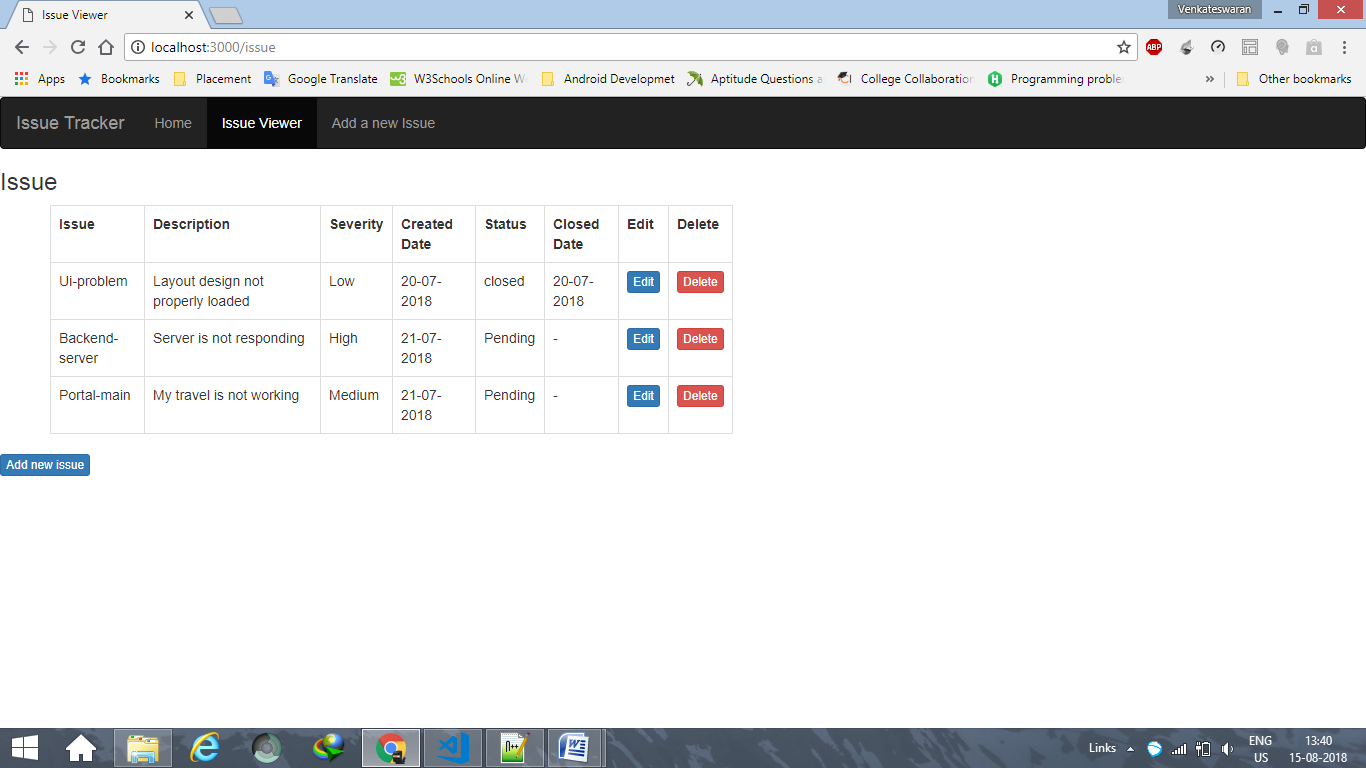 Issue Viewer
Venkateswaran
localhost:3000/issue
ABP
Apps Bookmarks Placement Google Translate W3Schools Online Android Developmet Aptitude Questions College Collaboration Programming » Other bookmarks
Issue Tracker Home Issue Viewer Add a new Issue
Issue
Issue Description Severity Created Status Closed Edit Delete
Date Date
Ui-problem Layout design not Low 20-07- closed 20-07- Edit Delete
properly loaded 2018 2018
Backend- Server is not responding High 21-07- Pending - Edit Delete
server 2018
Portal-main My travel is not working Medium 21-07- Pending - Edit Delete
2018
Add new issue
Links ENG 13:40
US 15-08-2018